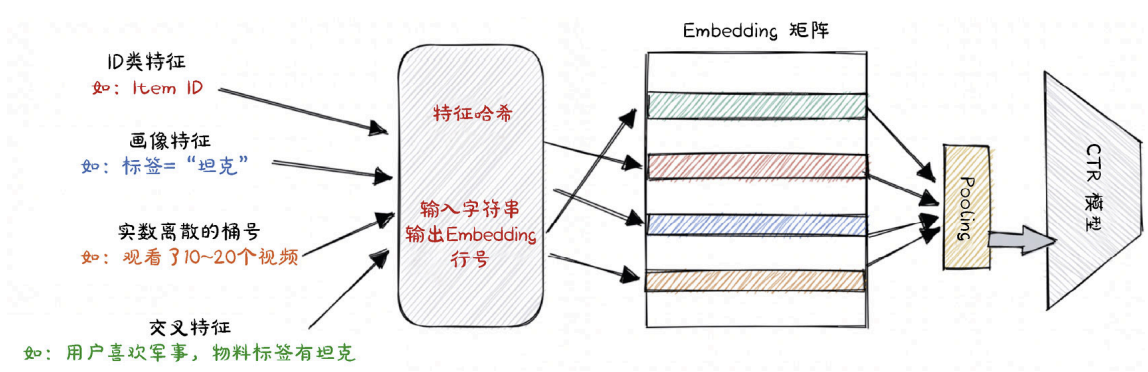 ID类特征
如：Item ID
画像特征
如：标签=“坦克”
实数离散的桶号
如：观看了10~20个视频
交叉特征
如：用户喜欢军事，物料标签有坦克
特征哈希
输入字符串
输出Embedding
行号
Embedding 矩阵
Pooling
CTR 模型